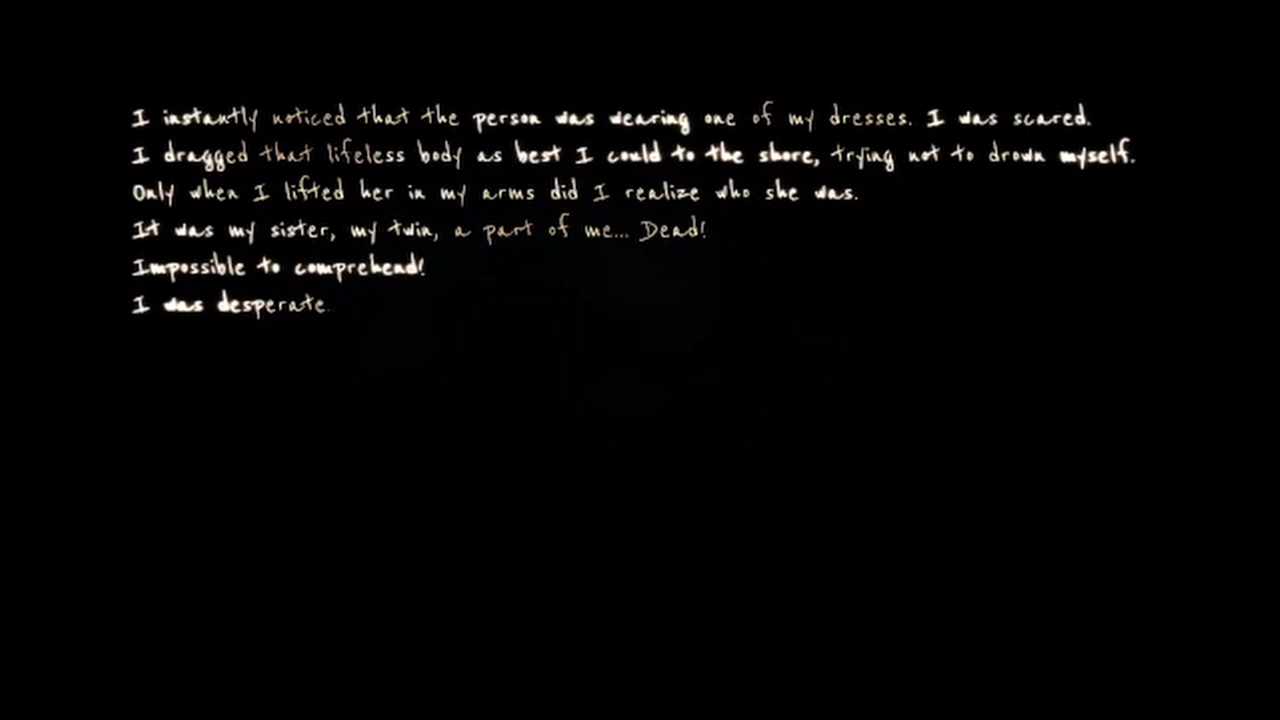 I instantly noticed that the person was wearing one of my dresses. I was scared.
I dragged that lifeless body as best I could to the shore, trying not to drown myself.
Only when I lifted her in my arms did I realize who she was.
It was my sister, my twin, a part of me... Dead!
Impossible to comprehend!
I was desperate.